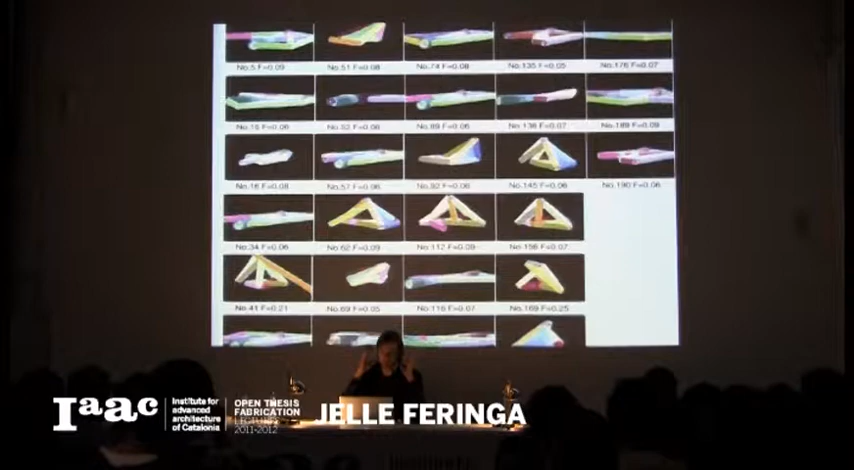 No.5 F=0.09 No.51 F=0.08 No.74 F=0.08 No.135 F=0.05 No.176 F=0.07
No.15 F=0.06 No.52 F=0.06 No.89 F=0.06 No.136 F=0.07 No.189 F=0.09
No.16 F=0.08 No.57 F=0.06 No.92 F=0.06 No.145 F=0.06 No.190 F=0.06
No.34 F=0.06 No.62 F=0.09 No.112 F=0.09 No.156 F=0.07
No.41 F=0.21 No.69 F=0.05 No.116 F=0.07 No.169 F=0.25
Iaac
Institute for
advanced
architecture
of Catalonia
OPEN THESIS
FABRICATION
LECTURES
2011-2012
JELLE FERINGA